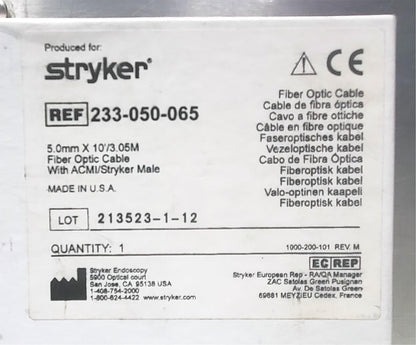 Produced for:
stryker®
CE
REF 233-050-065
5.0mm X 10'/3.05M
Fiber Optic Cable
With ACMI/Stryker Male
MADE IN U.S.A.
Fiber Optic Cable
Cable de fibra óptica
Cavo a fibre ottiche
Câble en fibre optique
Faseroptisches kabel
Vezeloptische kabel
Cabo de Fibra Óptica
Fiberoptisk kabel
Fiberoptisk kabel
Valo-optinen kaapeli
Fiberoptisk kabel
LOT 213523-1-12
QUANTITY: 1
1000-200-101 REV. M
Stryker Endoscopy
5900 Optical court
San Jose, CA 95138 USA
1-408-754-2000
1-800-624-4422 www.stryker.com
EC REP
Stryker European Rep - RA/QA Manager
ZAC Satolas Green Pusignan
Av. De Satolas Green
69881 MEYZIEU Cedex, France